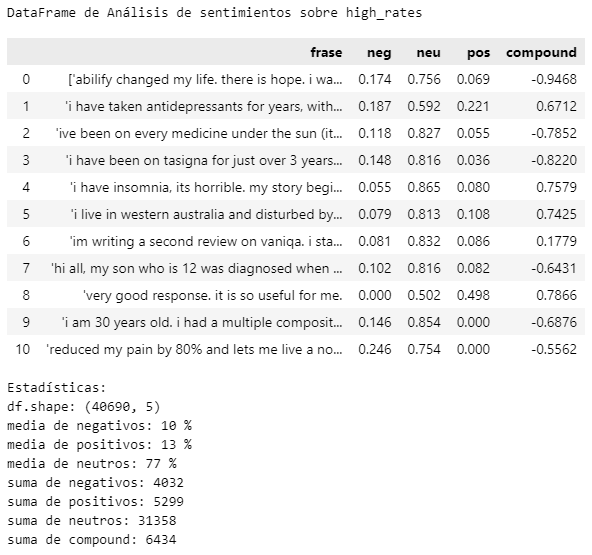 DataFrame de Análisis de sentimientos sobre high_rates
frase neg neu pos compound
0 ['abilify changed my life. there is hope. i wa... 0.174 0.756 0.069 -0.9468
1 'i have taken antidepressants for years, with... 0.187 0.592 0.221 0.6712
2 'ive been on every medicine under the sun (it... 0.118 0.827 0.055 -0.7852
3 'i have been on tasigna for just over 3 years... 0.148 0.816 0.036 -0.8220
4 'i have insomnia, its horrible. my story begi... 0.055 0.865 0.080 0.7579
5 'i live in western australia and disturbed by... 0.079 0.813 0.108 0.7425
6 'im writing a second review on vaniqa. i sta... 0.081 0.832 0.086 0.1779
7 'hi all, my son who is 12 was diagnosed when ... 0.102 0.816 0.082 -0.6431
8 'very good response. it is so useful for me. 0.000 0.502 0.498 0.7866
9 'i am 30 years old. i had a multiple composit... 0.146 0.854 0.000 -0.6876
10 'reduced my pain by 80% and lets me live a no... 0.246 0.754 0.000 -0.5562
Estadísticas:
df.shape: (40690, 5)
media de negativos: 10 %
media de positivos: 13 %
media de neutros: 77 %
suma de negativos: 4032
suma de positivos: 5299
suma de neutros: 31358
suma de compound: 6434